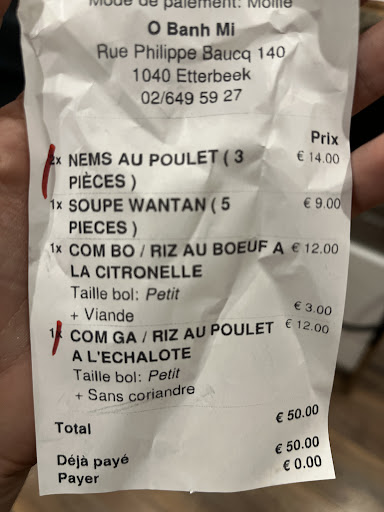 Mode de paiement: Mollie
O Banh Mi
Rue Philippe Baucq 140
1040 Etterbeek
02/649 59 27
Prix
2x NEMS AU POULET ( 3 € 14.00
PIÈCES )
1x SOUPE WANTAN ( 5 € 9.00
PIECES )
1x COM BO / RIZ AU BOEUF A € 12.00
LA CITRONELLE
Taille bol: Petit
+ Viande € 3.00
1x COM GA / RIZ AU POULET € 12.00
A L'ECHALOTE
Taille bol: Petit
+ Sans coriandre
Total € 50.00
Déjà payé € 50.00
Payer € 0.00